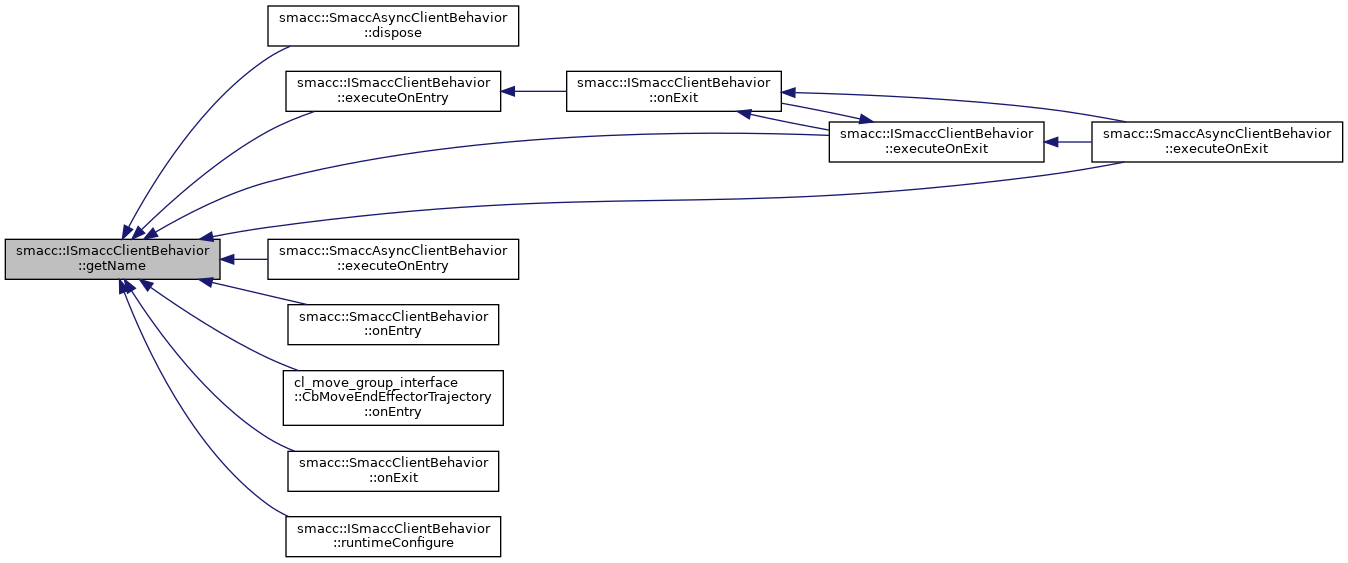 smacc::SmaccAsyncClientBehavior
::dispose
smacc::ISmaccClientBehavior
::executeOnEntry
smacc::ISmaccClientBehavior
::onExit
smacc::ISmaccClientBehavior
::executeOnExit
smacc::SmaccAsyncClientBehavior
::executeOnExit
smacc::ISmaccClientBehavior
::getName
smacc::SmaccAsyncClientBehavior
::executeOnEntry
smacc::SmaccClientBehavior
::onEntry
cl_move_group_interface
::CbMoveEndEffectorTrajectory
::onEntry
smacc::SmaccClientBehavior
::onExit
smacc::ISmaccClientBehavior
::runtimeConfigure